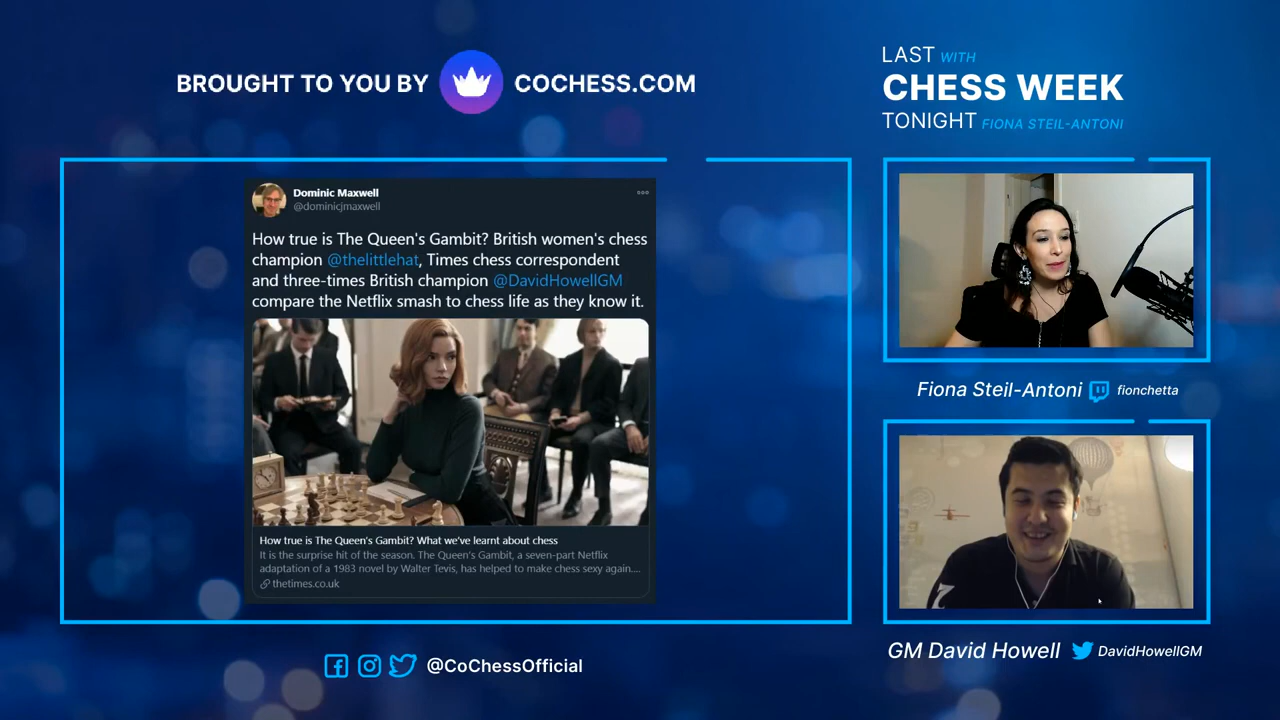 BROUGHT TO YOU BY COCHESS.COM
LAST WITH
CHESS WEEK
TONIGHT FIONA STEIL-ANTONI
Dominic Maxwell
@dominicjmaxwell
How true is The Queen's Gambit? British women's chess
champion @thelittlehat, Times chess correspondent
and three-times British champion @DavidHowellGM
compare the Netflix smash to chess life as they know it.
How true is The Queen's Gambit? What we've learnt about chess
It is the surprise hit of the season. The Queen's Gambit, a seven-part Netflix
adaptation of a 1983 novel by Walter Tevis, has helped to make chess sexy again....
thetimes.co.uk
Fiona Steil-Antoni fionchetta
GM David Howell DavidHowellGM
@CoChessOfficial